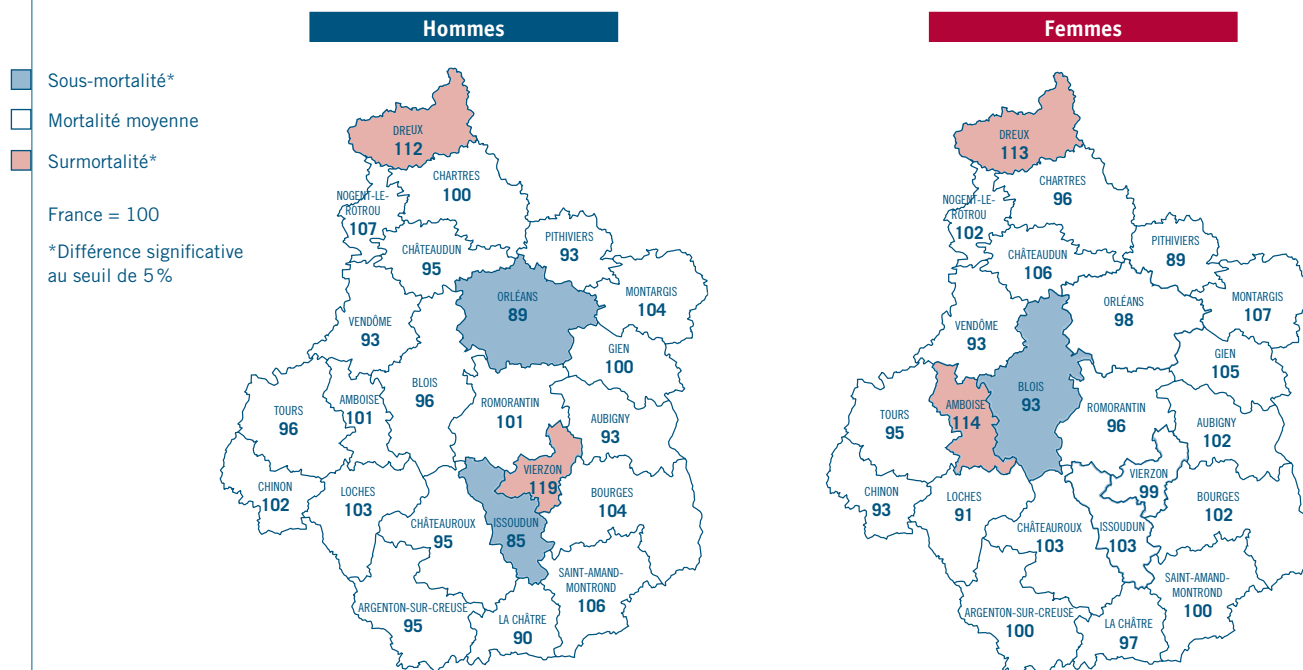 Hommes
Sous-mortalité*
Mortalité moyenne
Surmortalité*
France = 100
*Différence significative
au seuil de 5 %
DREUX
112
CHARTRES
100
NOGENT-LE-
ROTROU
107
CHÂTEAUDUN
95
PITHIVIERS
93
ORLÉANS
89
MONTARGIS
104
VENDÔME
93
GIEN
100
BLOIS
96
TOURS
96
AMBOISE
101
ROMORANTIN
101
AUBIGNY
93
VIERZON
119
CHINON
102
LOCHES
103
BOURGES
104
CHÂTEAUROUX
95
ISSOUDUN
85
SAINT-AMAND-
MONTROND
106
ARGENTON-SUR-CREUSE
95
LA CHÂTRE
90
Femmes
DREUX
113
CHARTRES
96
NOGENT-LE-
ROTROU
102
CHÂTEAUDUN
106
PITHIVIERS
89
ORLÉANS
98
MONTARGIS
107
VENDÔME
93
GIEN
105
BLOIS
93
TOURS
95
AMBOISE
114
ROMORANTIN
96
AUBIGNY
102
VIERZON
99
CHINON
93
LOCHES
91
BOURGES
102
CHÂTEAUROUX
103
ISSOUDUN
103
SAINT-AMAND-
MONTROND
100
ARGENTON-SUR-CREUSE
100
LA CHÂTRE
97